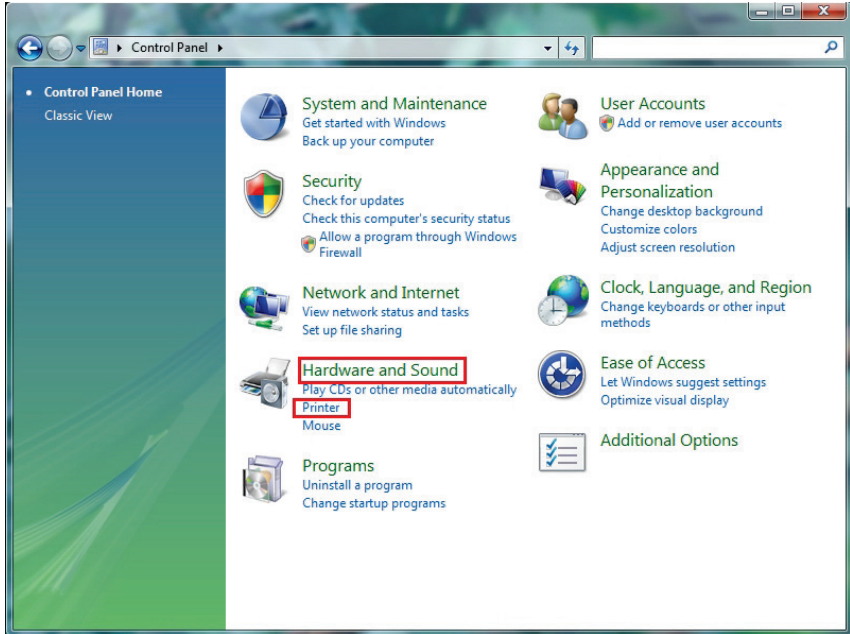 Control Panel
Control Panel Home
Classic View
System and Maintenance
Get started with Windows
Back up your computer
Security
Check for updates
Check this computer's security status
Allow a program through Windows
Firewall
Network and Internet
View network status and tasks
Set up file sharing
Hardware and Sound
Play CDs or other media automatically
Printer
Mouse
Programs
Uninstall a program
Change startup programs
User Accounts
Add or remove user accounts
Appearance and
Personalization
Change desktop background
Customize colors
Adjust screen resolution
Clock, Language, and Region
Change keyboards or other input
methods
Ease of Access
Let Windows suggest settings
Optimize visual display
Additional Options